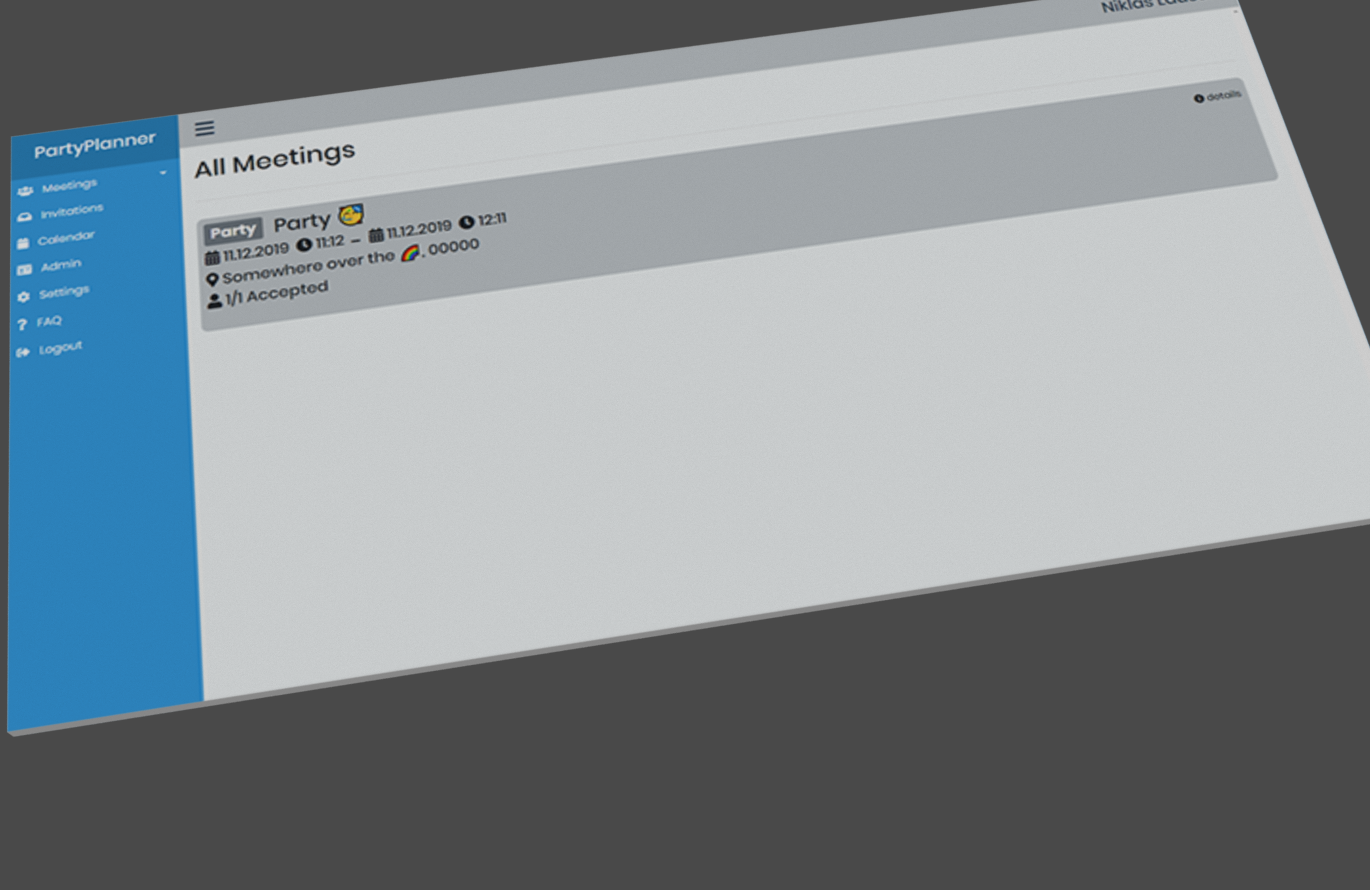 Niklas
PartyPlanner
Meetings
Invitations
Calendar
Admin
Settings
FAQ
Logout
All Meetings
details
Party Party 🥳
11.12.2019 11:12 – 11.12.2019 12:11
Somewhere over the 🌈, 00000
1/1 Accepted